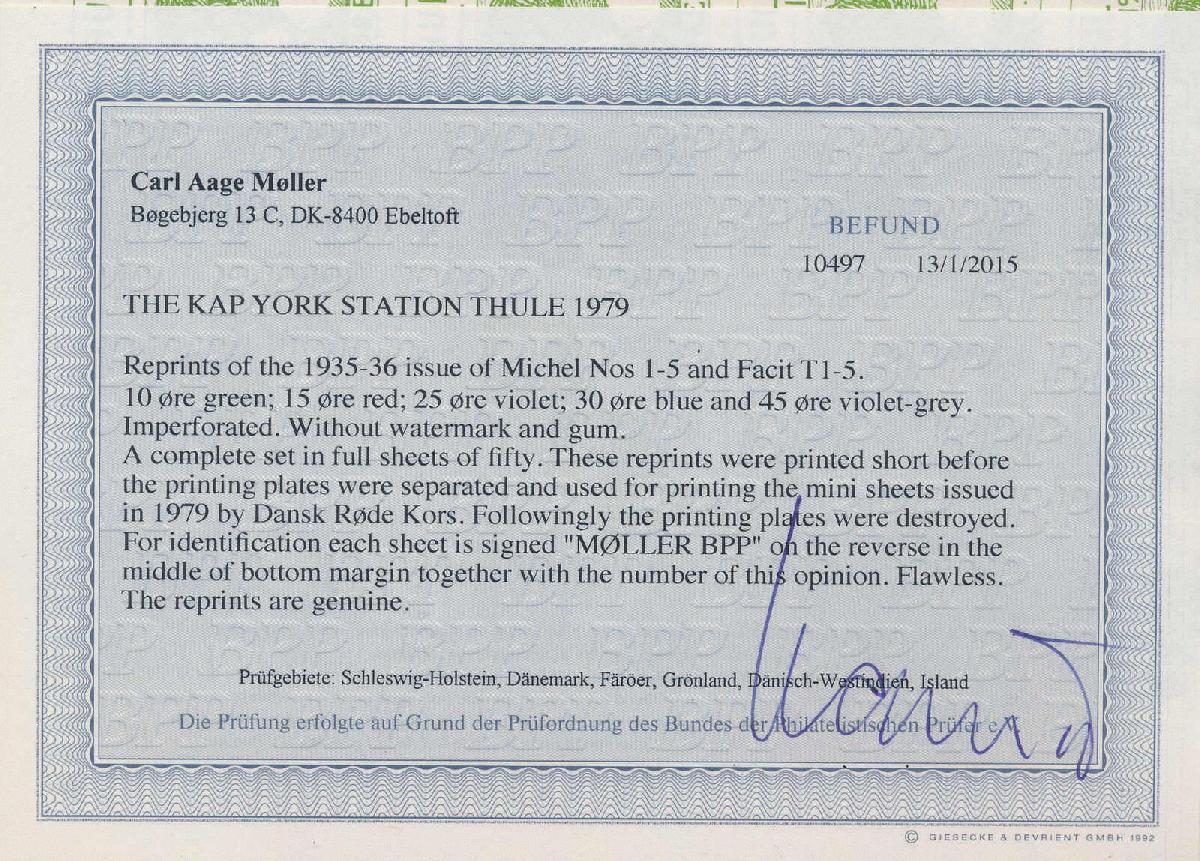 Carl Aage Møller
Bøgebjerg 13 C, DK-8400 Ebeltoft
BEFUND
10497 13/1/2015
THE KAP YORK STATION THULE 1979
Reprints of the 1935-36 issue of Michel Nos 1-5 and Facit T1-5.
10 øre green; 15 øre red; 25 øre violet; 30 øre blue and 45 øre violet-grey.
Imperforated. Without watermark and gum.
A complete set in full sheets of fifty. These reprints were printed short before
the printing plates were separated and used for printing the mini sheets issued
in 1979 by Dansk Røde Kors. Followingly the printing plates were destroyed.
For identification each sheet is signed "MØLLER BPP" on the reverse in the
middle of bottom margin together with the number of this opinion. Flawless.
The reprints are genuine.
Prüfgebiete: Schleswig-Holstein, Dänemark, Färöer, Gronland, Dänisch-Westindien, Island
Die Prüfung erfolgte auf Grund der Prüfordnung des Bundes der Philatelistischen Prüfer e.V.
© GIESECKE & DEVRIENT GMBH 1992